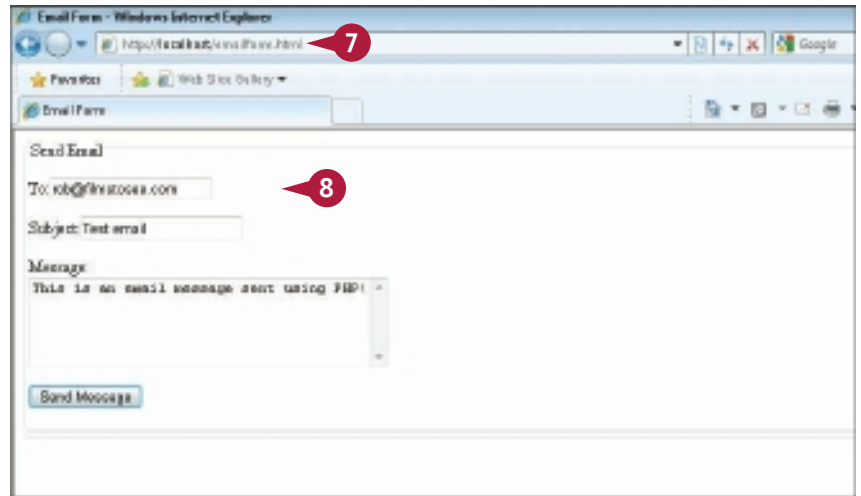 Email Form - Windows Internet Explorer
http://localhost/emailform.html
7
Google
Favorites Web Slice Gallery
Email Form
Send Email
To: rob@filmstosee.com
8
Subject: Test email
Message:
This is an email message sent using PHP!
Send Message